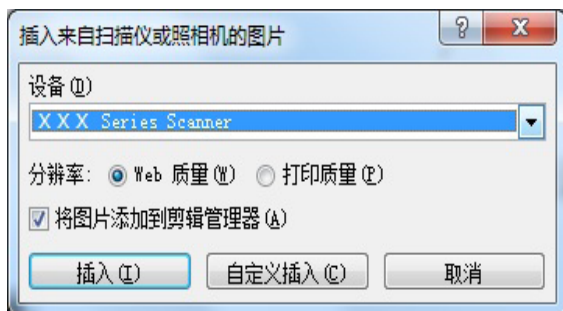 插入来自扫描仪或照相机的图片
设备(D)
XXX Series Scanner
分辨率: Web 质量(W) 打印质量(P)
将图片添加到剪辑管理器(A)
插入(I) 自定义插入(C) 取消